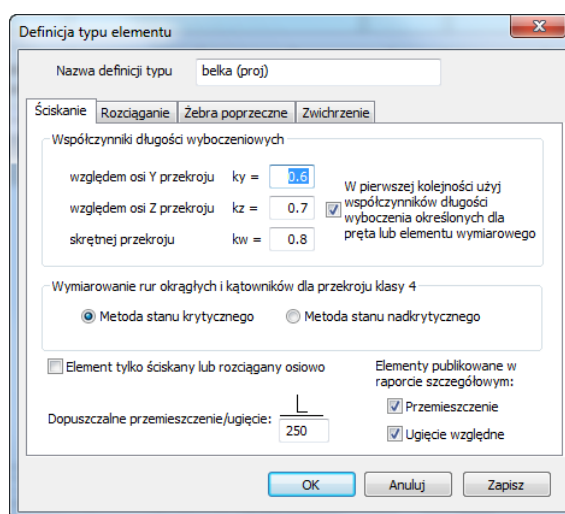 Definicja typu elementu
Nazwa definicji typu belka (proj)
Ściskanie Rozciąganie Żebra poprzeczne Zwichrzenie
Współczynniki długości wyboczeniowych
względem osi Y przekroju ky = 0.6
względem osi Z przekroju kz = 0.7
skrętnej przekroju kw = 0.8
W pierwszej kolejności użyj
współczynników długości
wyboczenia określonych dla
pręta lub elementu wymiarowego
Wymiarowanie rur okrągłych i kątowników dla przekroju klasy 4
Metoda stanu krytycznego Metoda stanu nadkrytycznego
Element tylko ściskany lub rozciągany osiowo
Dopuszczalne przemieszczenie/ugięcie: L
250
Elementy publikowane w
raporcie szczegółowym:
Przemieszczenie
Ugięcie względne
OK Anuluj Zapisz